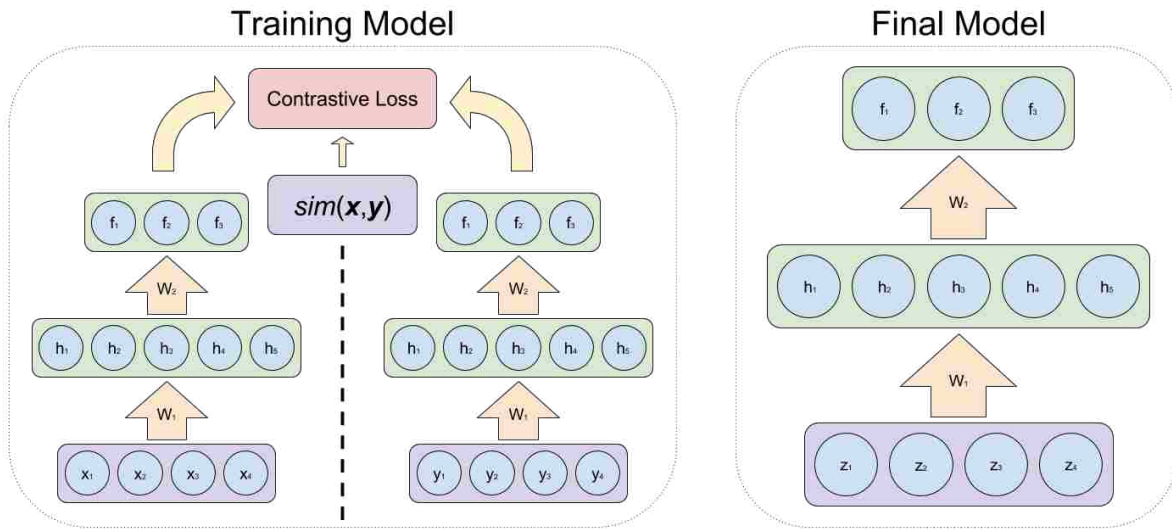 Training Model
Contrastive Loss
sim(x,y)
f₁ f₂ f₃
f₁ f₂ f₃
W₂
W₂
h₁ h₂ h₃ h₄ h₅
h₁ h₂ h₃ h₄ h₅
W₁
W₁
x₁ x₂ x₃ x₄
y₁ y₂ y₃ y₄
Final Model
f₁ f₂ f₃
W₂
h₁ h₂ h₃ h₄ h₅
W₁
z₁ z₂ z₃ z₄